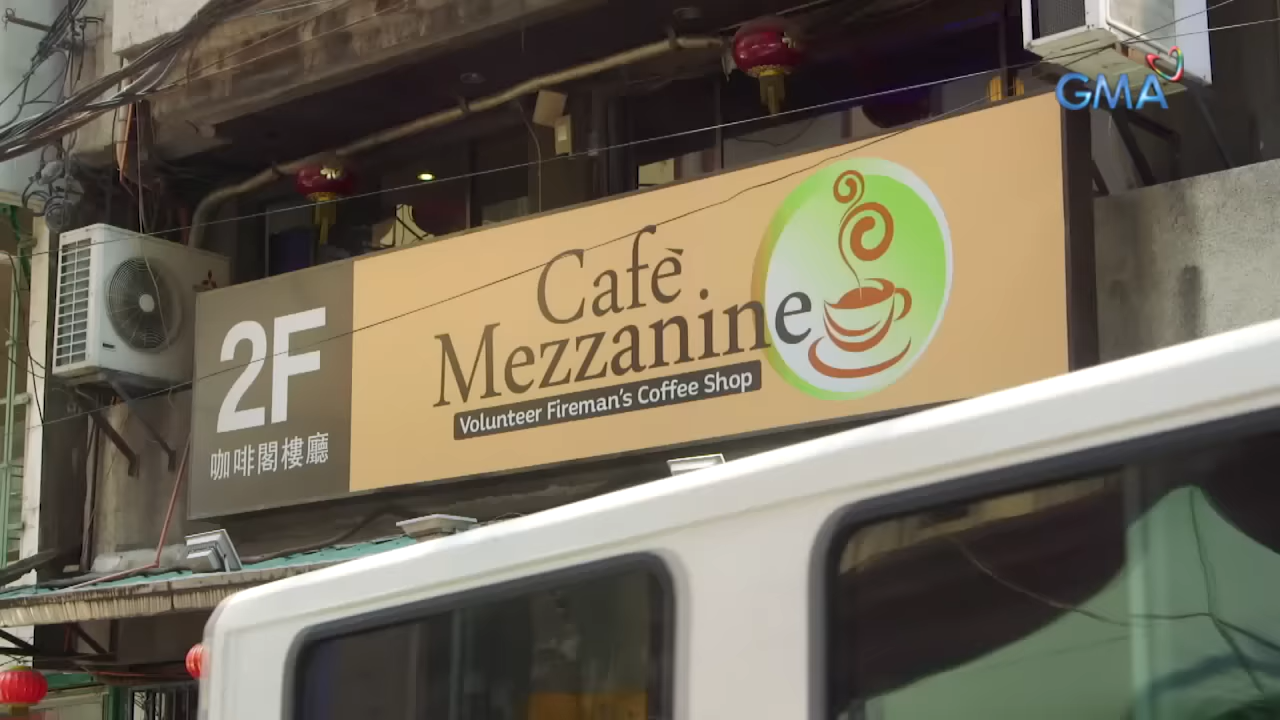 GMA
2F
咖啡閣樓廳
Cafè
Mezzanine
Volunteer Fireman's Coffee Shop